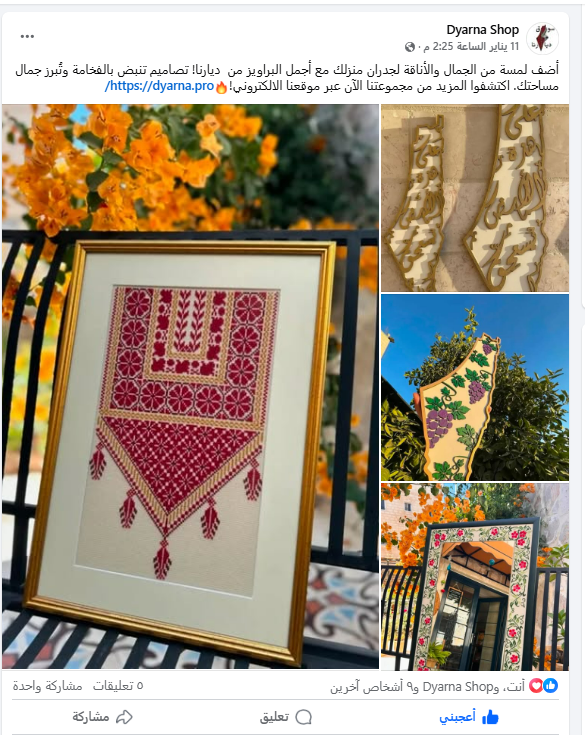 Dyarna Shop
11 يناير الساعة 2:25 م ·
أضف لمسة من الجمال والأناقة لجدران منزلك مع أجمل البراويز من ديارنا! تصاميم تنبض بالفخامة وتُبرز جمال
مساحتك. اكتشفوا المزيد من مجموعتنا الآن عبر موقعنا الالكتروني!🔥https://dyarna.pro/
أنت، وDyarna Shop و٩ أشخاص آخرين
٥ تعليقات
مشاركة واحدة
أعجبني
تعليق
مشاركة